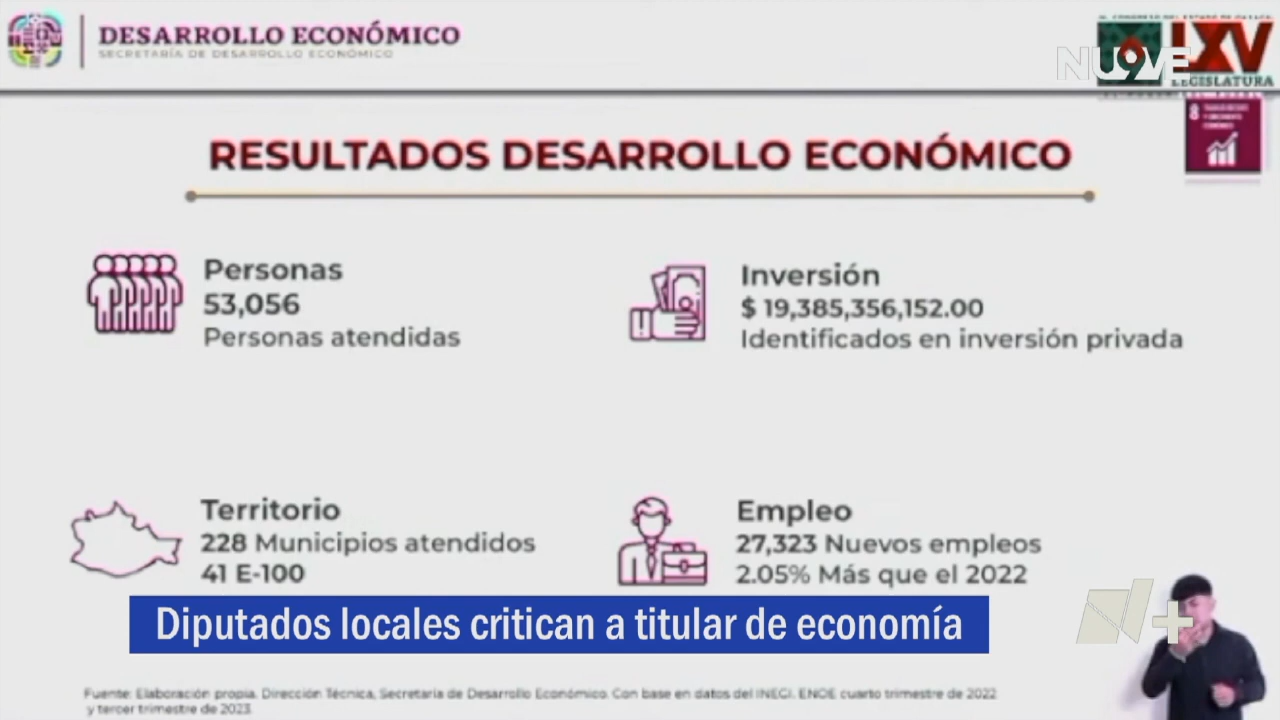 DESARROLLO ECONÓMICO
SECRETARÍA DE DESARROLLO ECONÓMICO
NU9VE
LXV
LEGISLATURA
8
RESULTADOS DESARROLLO ECONÓMICO
Personas
53,056
Personas atendidas
Inversión
$ 19,385,356,152.00
Identificados en inversión privada
Territorio
228 Municipios atendidos
41 E-100
Empleo
27,323 Nuevos empleos
2.05% Más que el 2022
Diputados locales critican a titular de economía
N+
Fuente: Elaboración propia. Dirección Técnica, Secretaría de Desarrollo Económico. Con base en datos del INEGI. ENOE cuarto trimestre de 2022
y tercer trimestre de 2023.